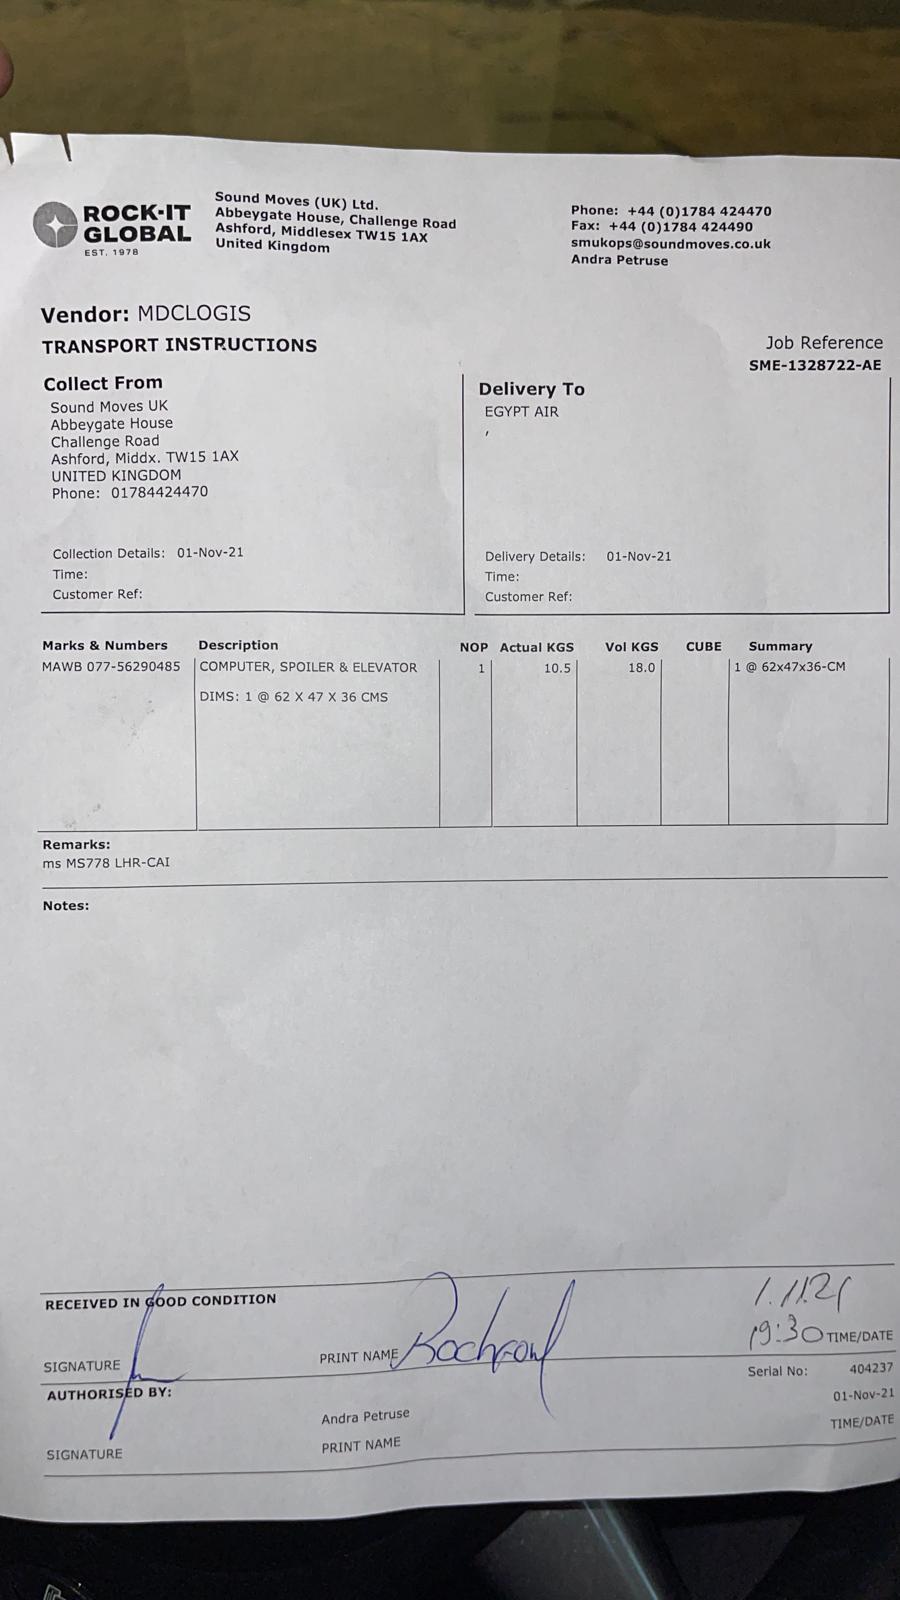 ROCK-IT
GLOBAL
EST. 1978
Sound Moves (UK) Ltd.
Abbeygate House, Challenge Road
Ashford, Middlesex TW15 1AX
United Kingdom
Phone: +44 (0)1784 424470
Fax: +44 (0)1784 424490
smukops@soundmoves.co.uk
Andra Petruse
Vendor: MDCLOGIS
TRANSPORT INSTRUCTIONS
Job Reference
SME-1328722-AE
Collect From
Sound Moves UK
Abbeygate House
Challenge Road
Ashford, Middx. TW15 1AX
UNITED KINGDOM
Phone: 01784424470
Collection Details: 01-Nov-21
Time:
Customer Ref:
Delivery To
EGYPT AIR
,
Delivery Details: 01-Nov-21
Time:
Customer Ref:
Marks & Numbers Description NOP Actual KGS Vol KGS CUBE Summary
MAWB 077-56290485 COMPUTER, SPOILER & ELEVATOR 1 10.5 18.0 1 @ 62x47x36-CM
DIMS: 1 @ 62 X 47 X 36 CMS
Remarks:
ms MS778 LHR-CAI
Notes:
RECEIVED IN GOOD CONDITION
1.11.21
19:30 TIME/DATE
SIGNATURE PRINT NAME
Serial No: 404237
AUTHORISED BY:
01-Nov-21
Andra Petruse
TIME/DATE
SIGNATURE PRINT NAME